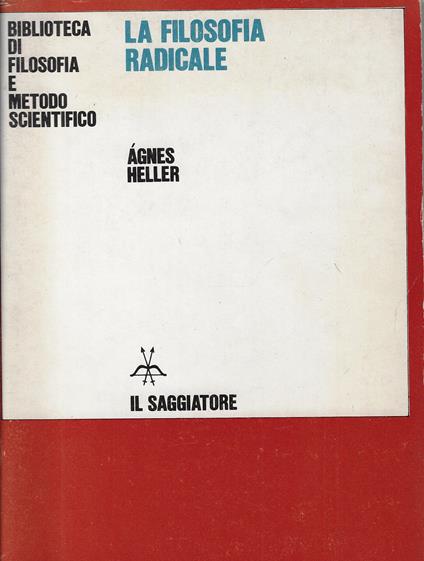 BIBLIOTECA
DI
FILOSOFIA
E
METODO
SCIENTIFICO
LA FILOSOFIA
RADICALE
ÁGNES
HELLER
IL SAGGIATORE